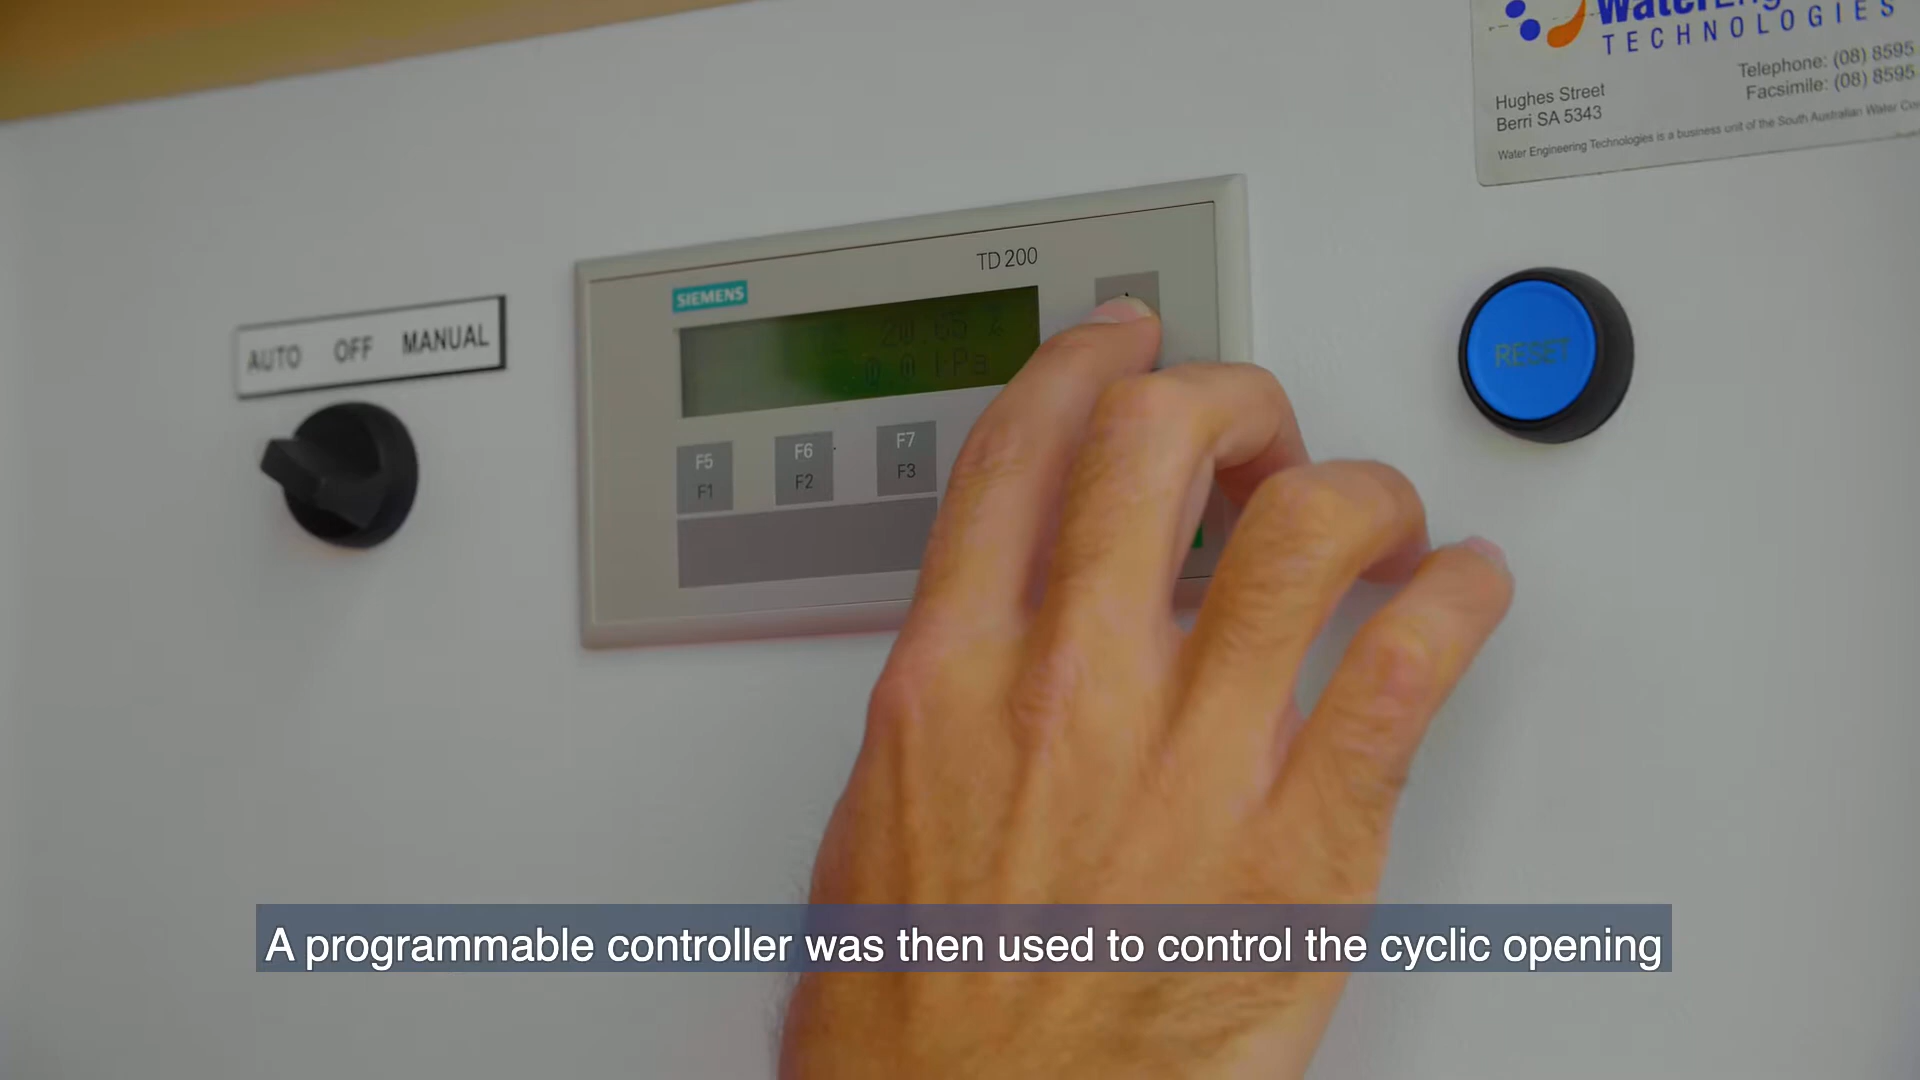 TECHNOLOGIES
Telephone: (08) 8595
Facsimile: (08) 8595
Hughes Street
Berri SA 5343
Water Engineering Technologies is a business unit of the South Australian Water
TD 200
SIEMENS
AUTO OFF MANUAL
20.65 %
RESET
F5 F6 F7
F1 F2 F3
A programmable controller was then used to control the cyclic opening